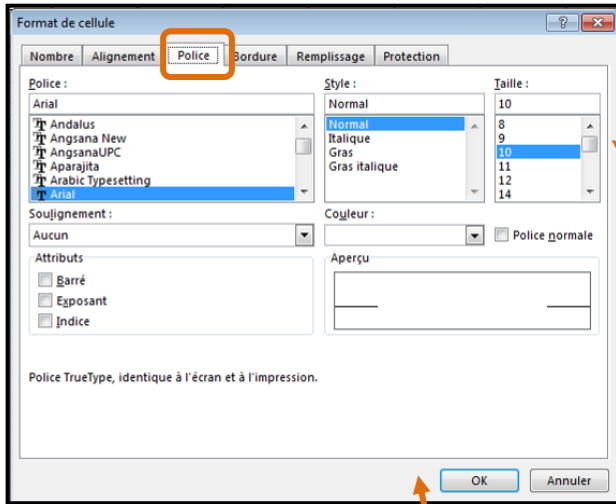 Format de cellule
Nombre Alignement Police Bordure Remplissage Protection
Police : Style : Taille :
Arial Normal 10
Andalus Normal 8
Angsana New Italique 9
AngsanaUPC Gras 10
Aparajita Gras italique 11
Arabic Typesetting 12
Arial 14
Soulignement : Couleur :
Aucun Police normale
Attributs Aperçu
Barré
Exposant
Indice
Police TrueType, identique à l'écran et à l'impression.
OK Annuler